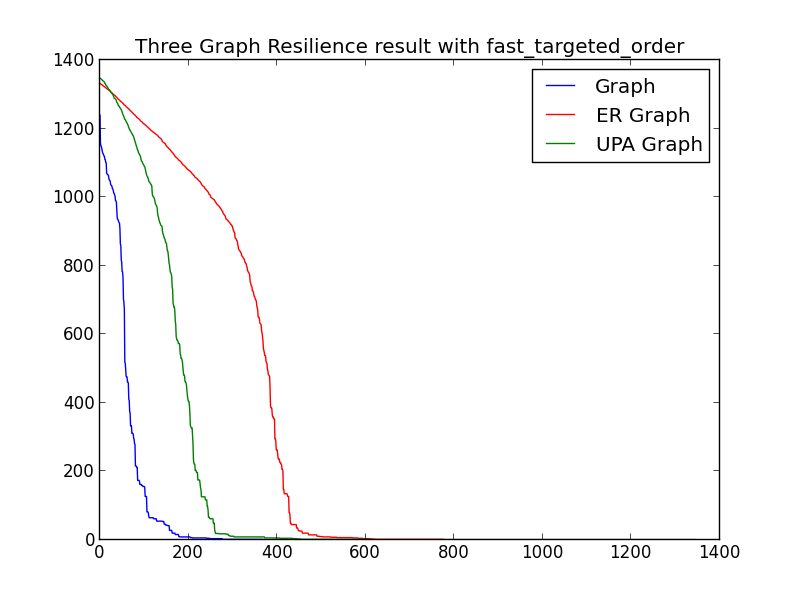 Three Graph Resilience result with fast_targeted_order
1400
1200
1000
800
600
400
200
0
Graph
ER Graph
UPA Graph
0 200 400 600 800 1000 1200 1400